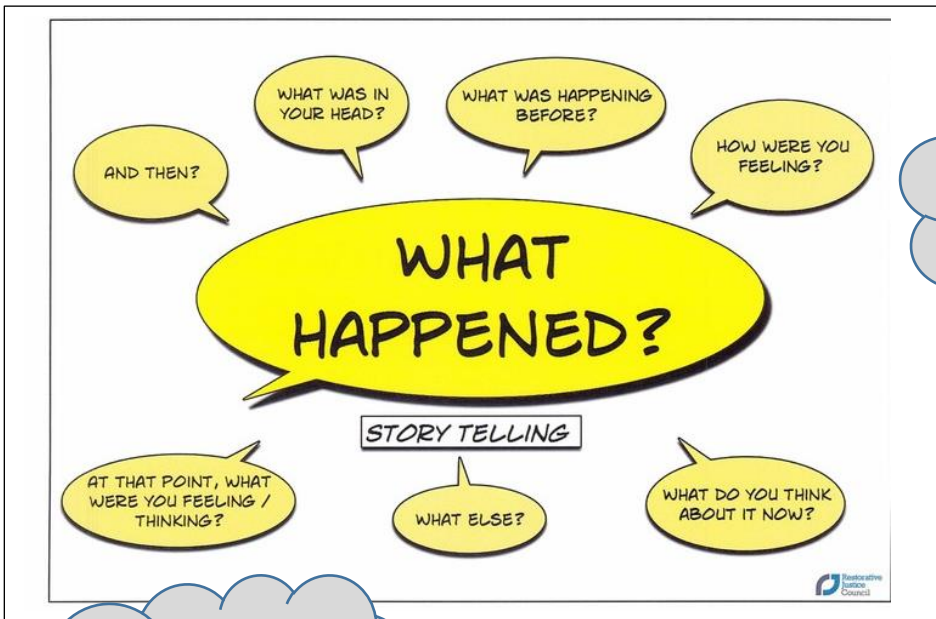 WHAT WAS IN
YOUR HEAD?
WHAT WAS HAPPENING
BEFORE?
AND THEN?
HOW WERE YOU
FEELING?
WHAT
HAPPENED?
STORY TELLING
AT THAT POINT, WHAT
WERE YOU FEELING /
THINKING?
WHAT ELSE?
WHAT DO YOU THINK
ABOUT IT NOW?
Restorative
Justice
Council